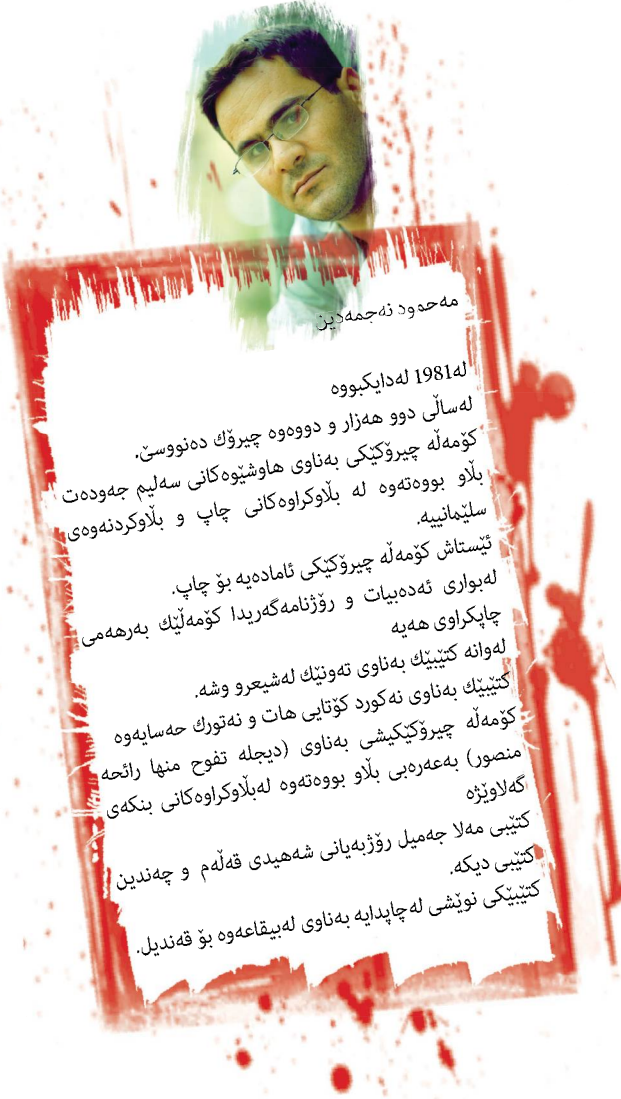 مەحمود نەجمەدین
لە1981 لەدایکبووە
لەساڵی دوو هەزار و دووەوە چیرۆك دەنووسێ.
کۆمەڵە چیرۆکێکی بەناوی هاوشێوەکانی سەلیم جەودەت
بڵاو بووەتەوە لە بڵاوکراوەکانی چاپ و بڵاوکردنەوەی
سلێمانییە.
ئێستاش کۆمەڵە چیرۆکێکی ئامادەیە بۆ چاپ.
لەبواری ئەدەبیات و رۆژنامەگەریدا کۆمەڵێك بەرهەمی
چاپکراوی هەیە
لەوانە کتێبێك بەناوی تەونێك لەشیعرو وشە.
کتێبێك بەناوی نەکورد کۆتایی هات و نەتورك حەسایەوە
کۆمەڵە چیرۆکێکیشی بەناوی (دیجلە تفوح منها رائحە
منصور) بەعەرەبی بڵاو بووەتەوە لەبڵاوکراوەکانی بنکەی
گەلاوێژە
کتێبی مەلا جەمیل رۆژبەیانی شەهیدی قەڵەم و چەندین
کتێبی دیکە.
کتێبێکی نوێشی لەچاپدایە بەناوی لەبیقاعەوە بۆ قەندیل.